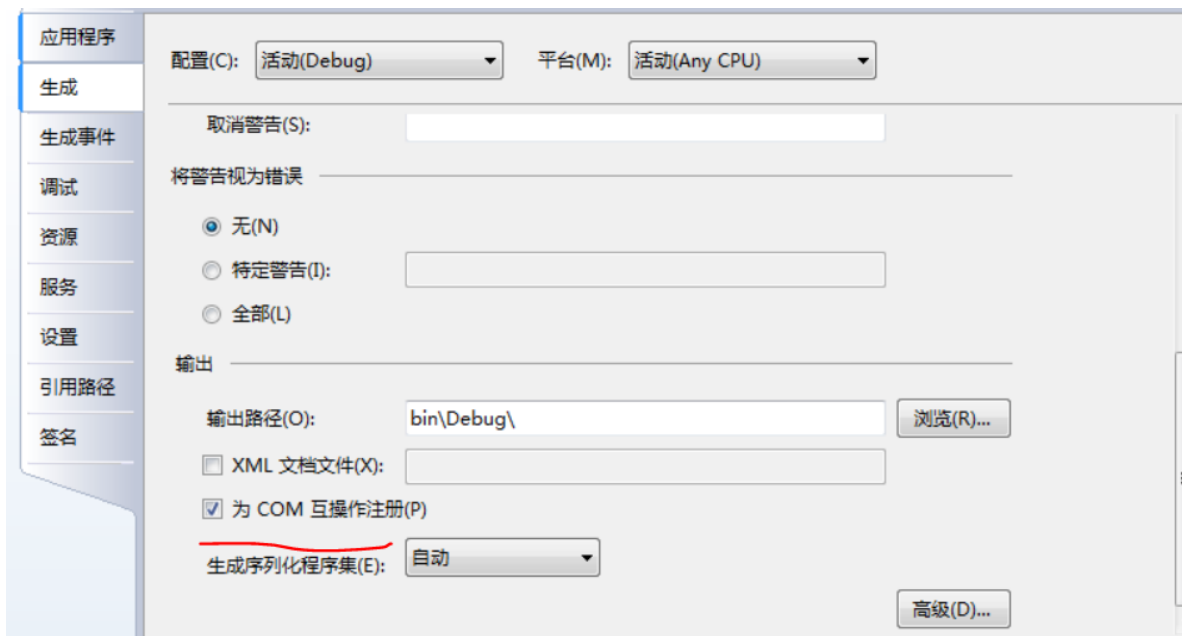 应用程序
生成
生成事件
调试
资源
服务
设置
引用路径
签名
配置(C): 活动(Debug) 平台(M): 活动(Any CPU)
取消警告(S):
将警告视为错误
无(N)
特定警告(I):
全部(L)
输出
输出路径(O): bin\Debug\ 浏览(R)...
XML 文档文件(X):
为 COM 互操作注册(P)
生成序列化程序集(E): 自动
高级(D)...